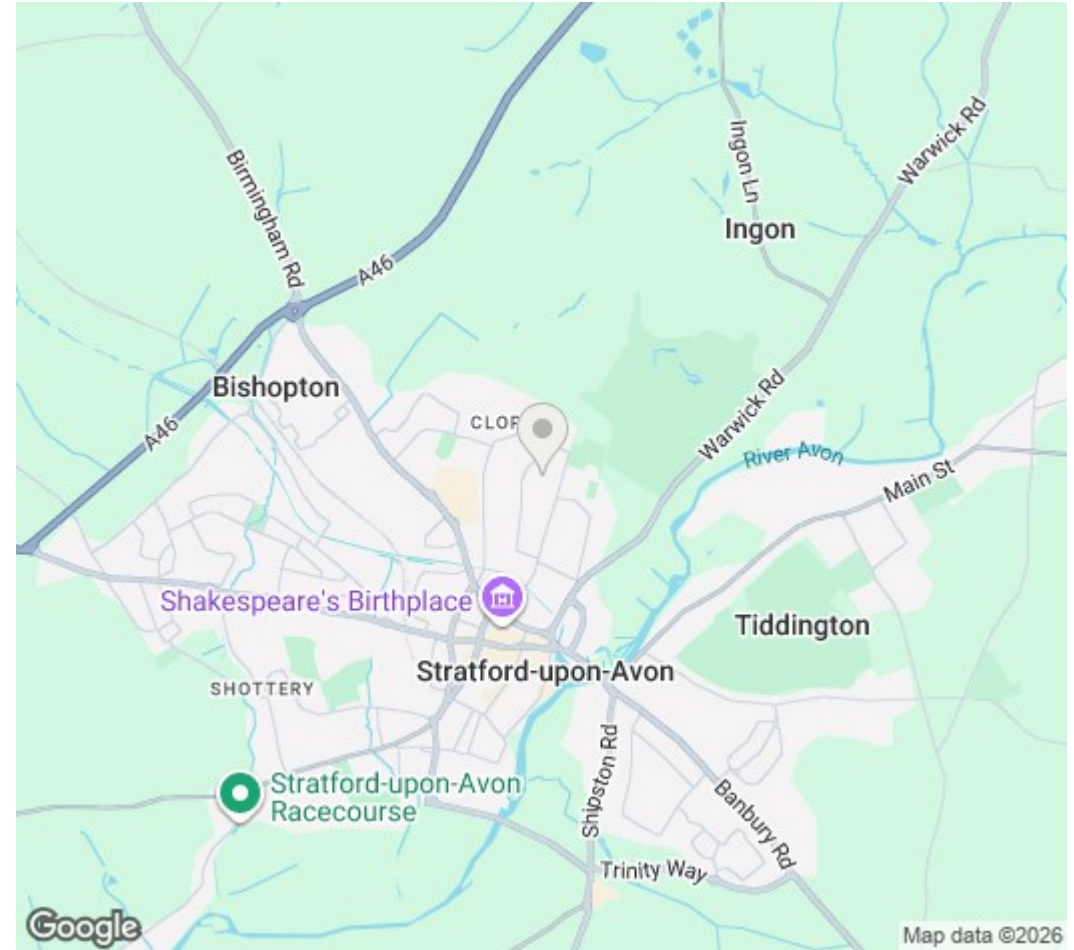 Birmingham Rd
Ingon Ln
Warwick Rd
Ingon
A46
Bishopton
CLOP
A46
Warwick Rd
River Avon
Main St
Shakespeare's Birthplace
Tiddington
Stratford-upon-Avon
SHOTTERY
Stratford-upon-Avon
Racecourse
Shipston Rd
Banbury Rd
Trinity Way
Google
Map data ©2026